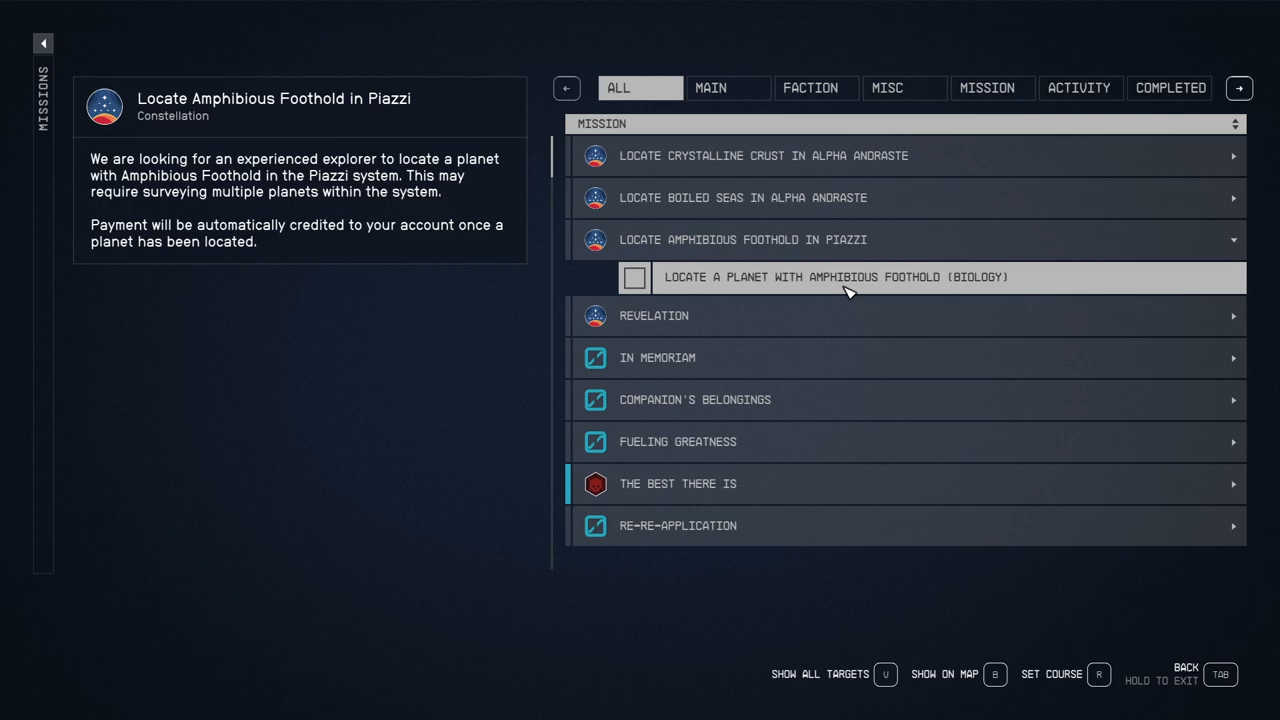 MISSIONS
Locate Amphibious Foothold in Piazzi
Constellation
We are looking for an experienced explorer to locate a planet
with Amphibious Foothold in the Piazzi system. This may
require surveying multiple planets within the system.
Payment will be automatically credited to your account once a
planet has been located.
ALL MAIN FACTION MISC MISSION ACTIVITY COMPLETED
MISSION
LOCATE CRYSTALLINE CRUST IN ALPHA ANDRASTE
LOCATE BOILED SEAS IN ALPHA ANDRASTE
LOCATE AMPHIBIOUS FOOTHOLD IN PIAZZI
LOCATE A PLANET WITH AMPHIBIOUS FOOTHOLD (BIOLOGY)
REVELATION
IN MEMORIAM
COMPANION'S BELONGINGS
FUELING GREATNESS
THE BEST THERE IS
RE-RE-APPLICATION
SHOW ALL TARGETS V SHOW ON MAP B SET COURSE R BACK TAB
HOLD TO EXIT